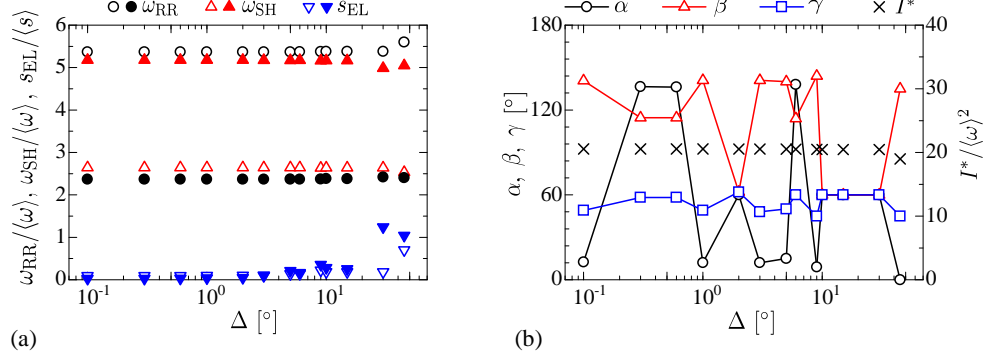 ω_RR ω_SH s_EL
ω_RR/⟨ω⟩, ω_SH/⟨ω⟩, s_EL/⟨s⟩
6
5
4
3
2
1
0
10^-1 10^0 10^1
Δ [°]
(a)
α β γ I*
α, β, γ [°]
180
120
60
0
10^-1 10^0 10^1
Δ [°]
40
30
20
10
0
I*/⟨ω⟩^2
(b)